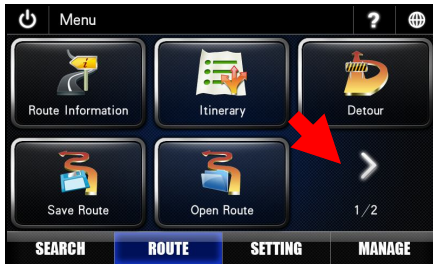 Menu
?
Route Information
Itinerary
Detour
Save Route
Open Route
1/2
SEARCH
ROUTE
SETTING
MANAGE